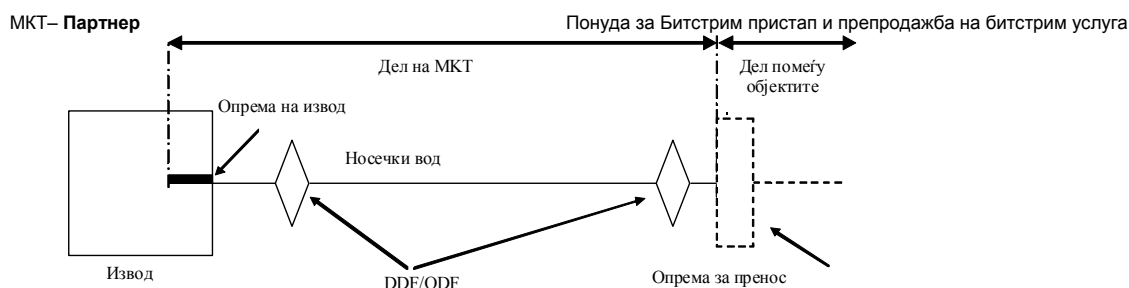 МКТ– Партнер Понуда за Битстрим пристап и препродажба на битстрим услуга
Дел на МКТ
Дел помеѓу
објектите
Опрема на извод
Носечки вод
Извод
DDF/ODF
Опрема за пренос